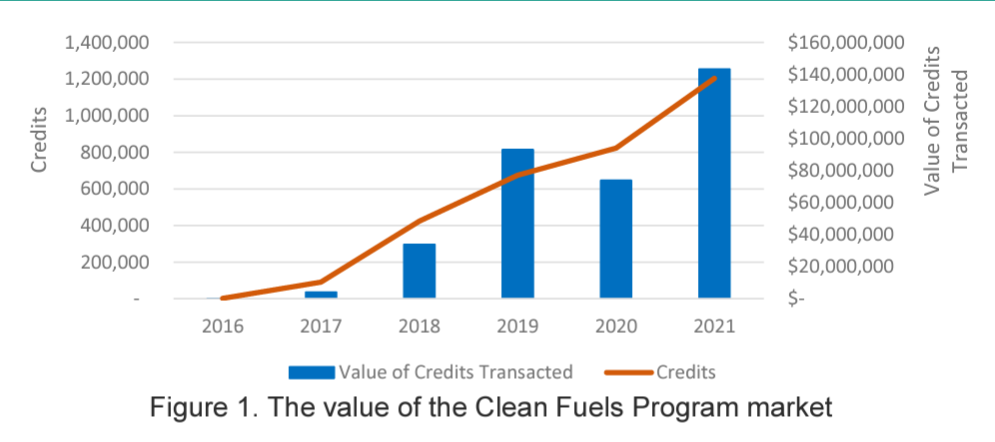 1,400,000
1,200,000
1,000,000
800,000
600,000
400,000
200,000
-
Credits
$160,000,000
$140,000,000
$120,000,000
$100,000,000
$80,000,000
$60,000,000
$40,000,000
$20,000,000
$-
Value of Credits
Transacted
2016 2017 2018 2019 2020 2021
Value of Credits Transacted Credits
Figure 1. The value of the Clean Fuels Program market